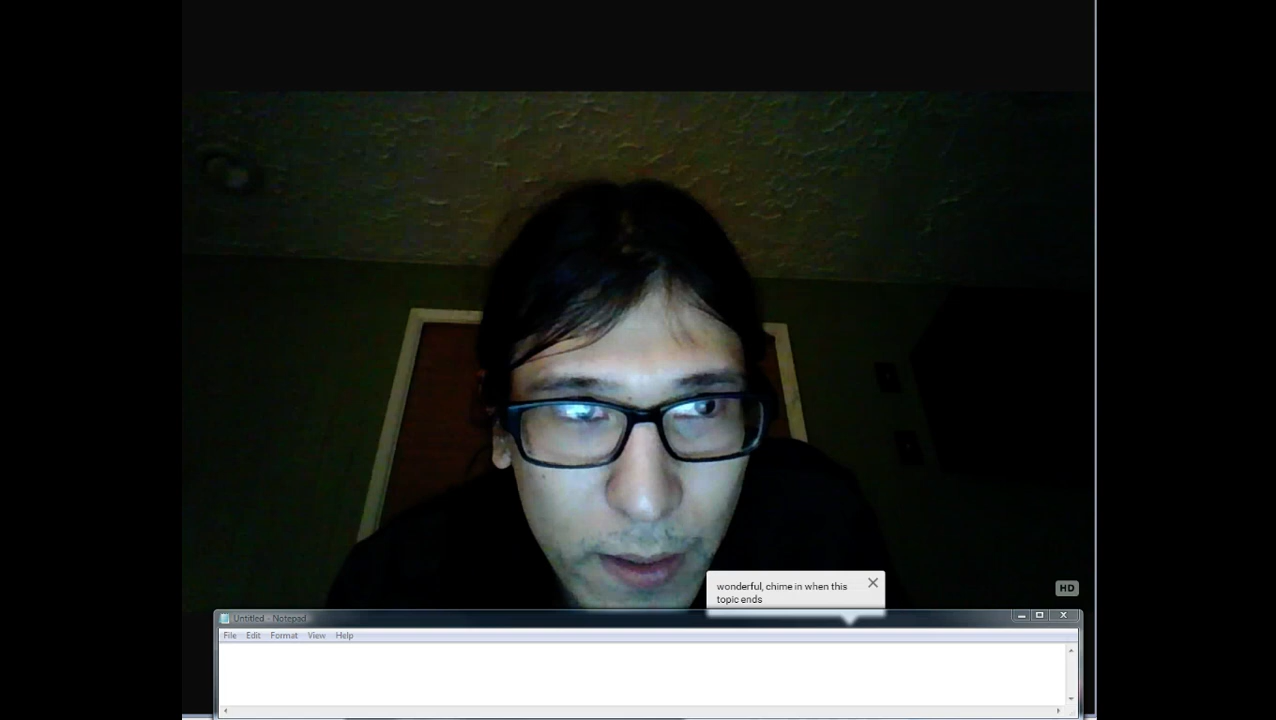 wonderful, chime in when this
topic ends
HD
Untitled - Notepad
File Edit Format View Help